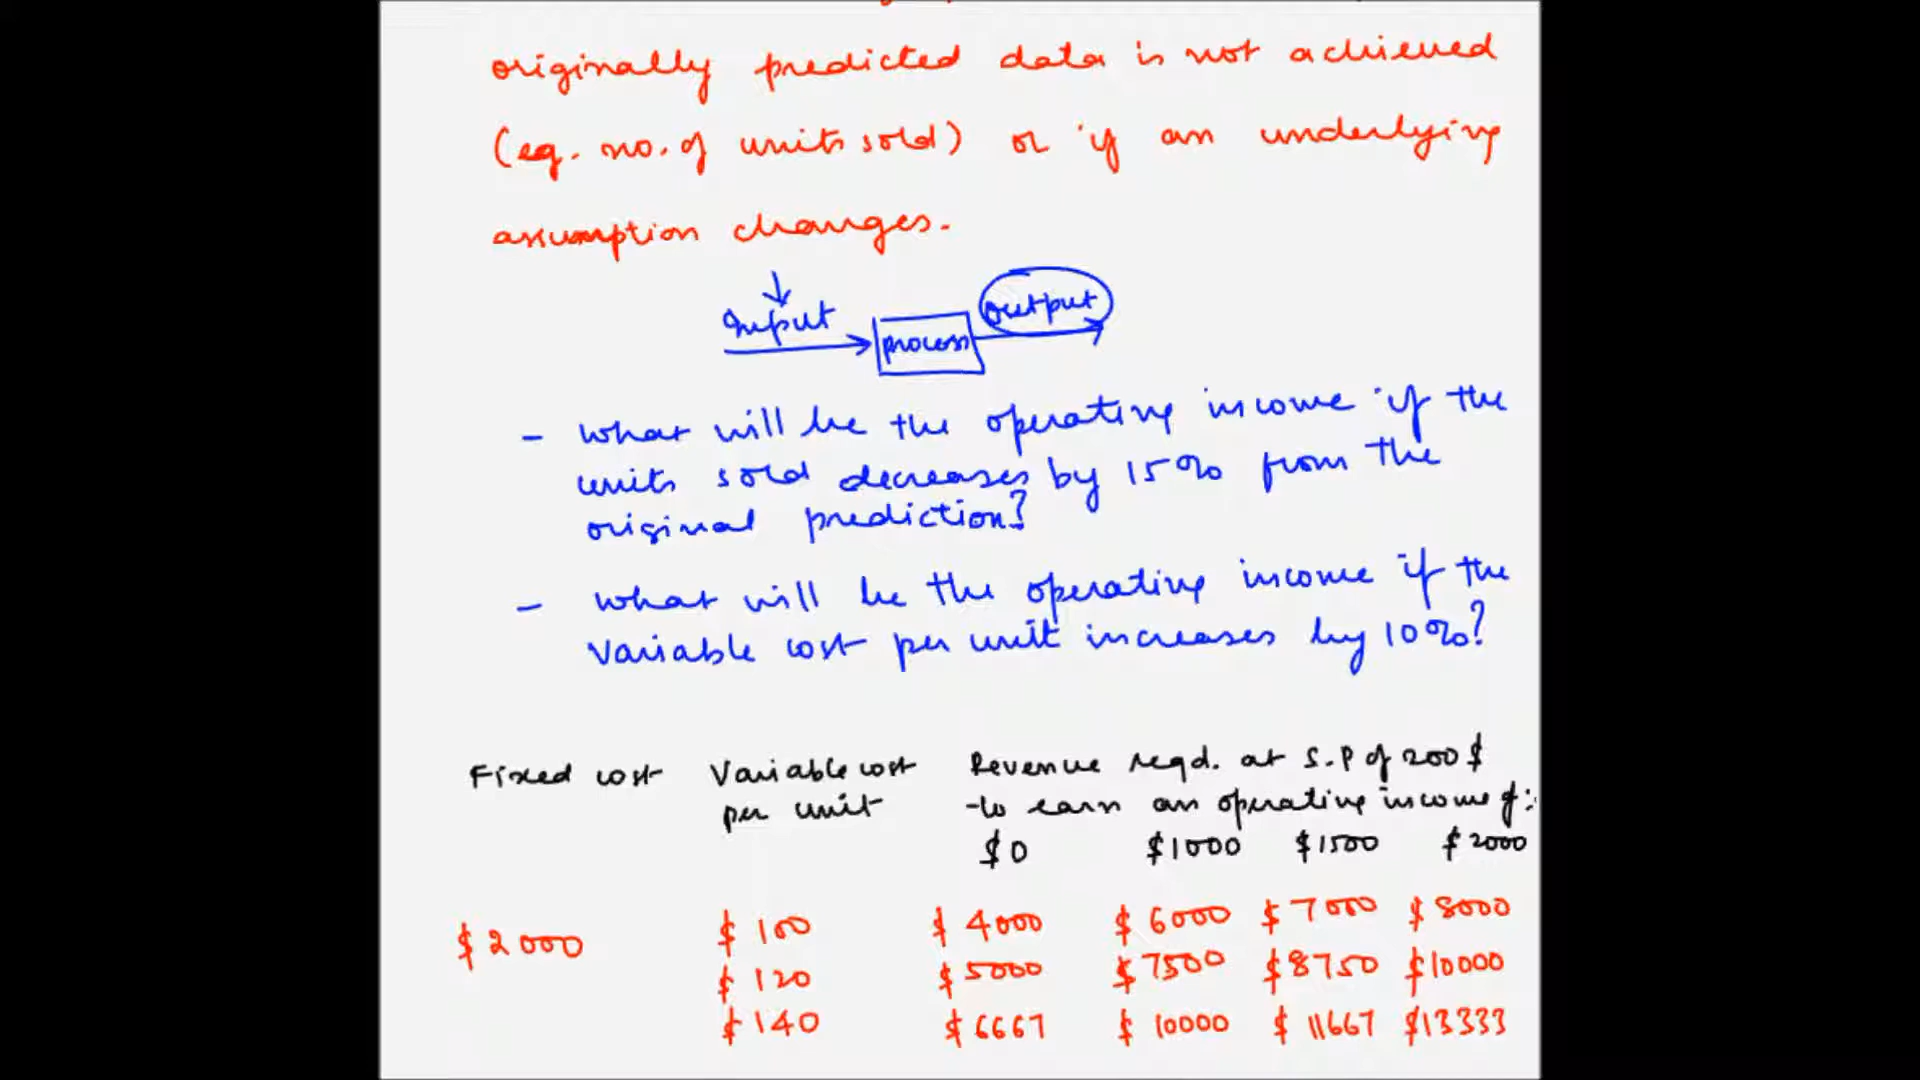 originally predicted data is not achieved
(eg. no. of units sold) or if an underlying
assumption changes.
Input
process
output
- what will be the operating income if the
units sold decreases by 15% from the
original prediction?
- what will be the operating income if the
variable cost per unit increases by 10%?
Fixed cost Variable cost Revenue reqd. at S.P of 200$
per unit to earn an operating income of:
$0 $1000 $1500 $2000
$2000 $100 $4000 $6000 $7000 $8000
$120 $5000 $7500 $8750 $10000
$140 $6667 $10000 $11667 $13333